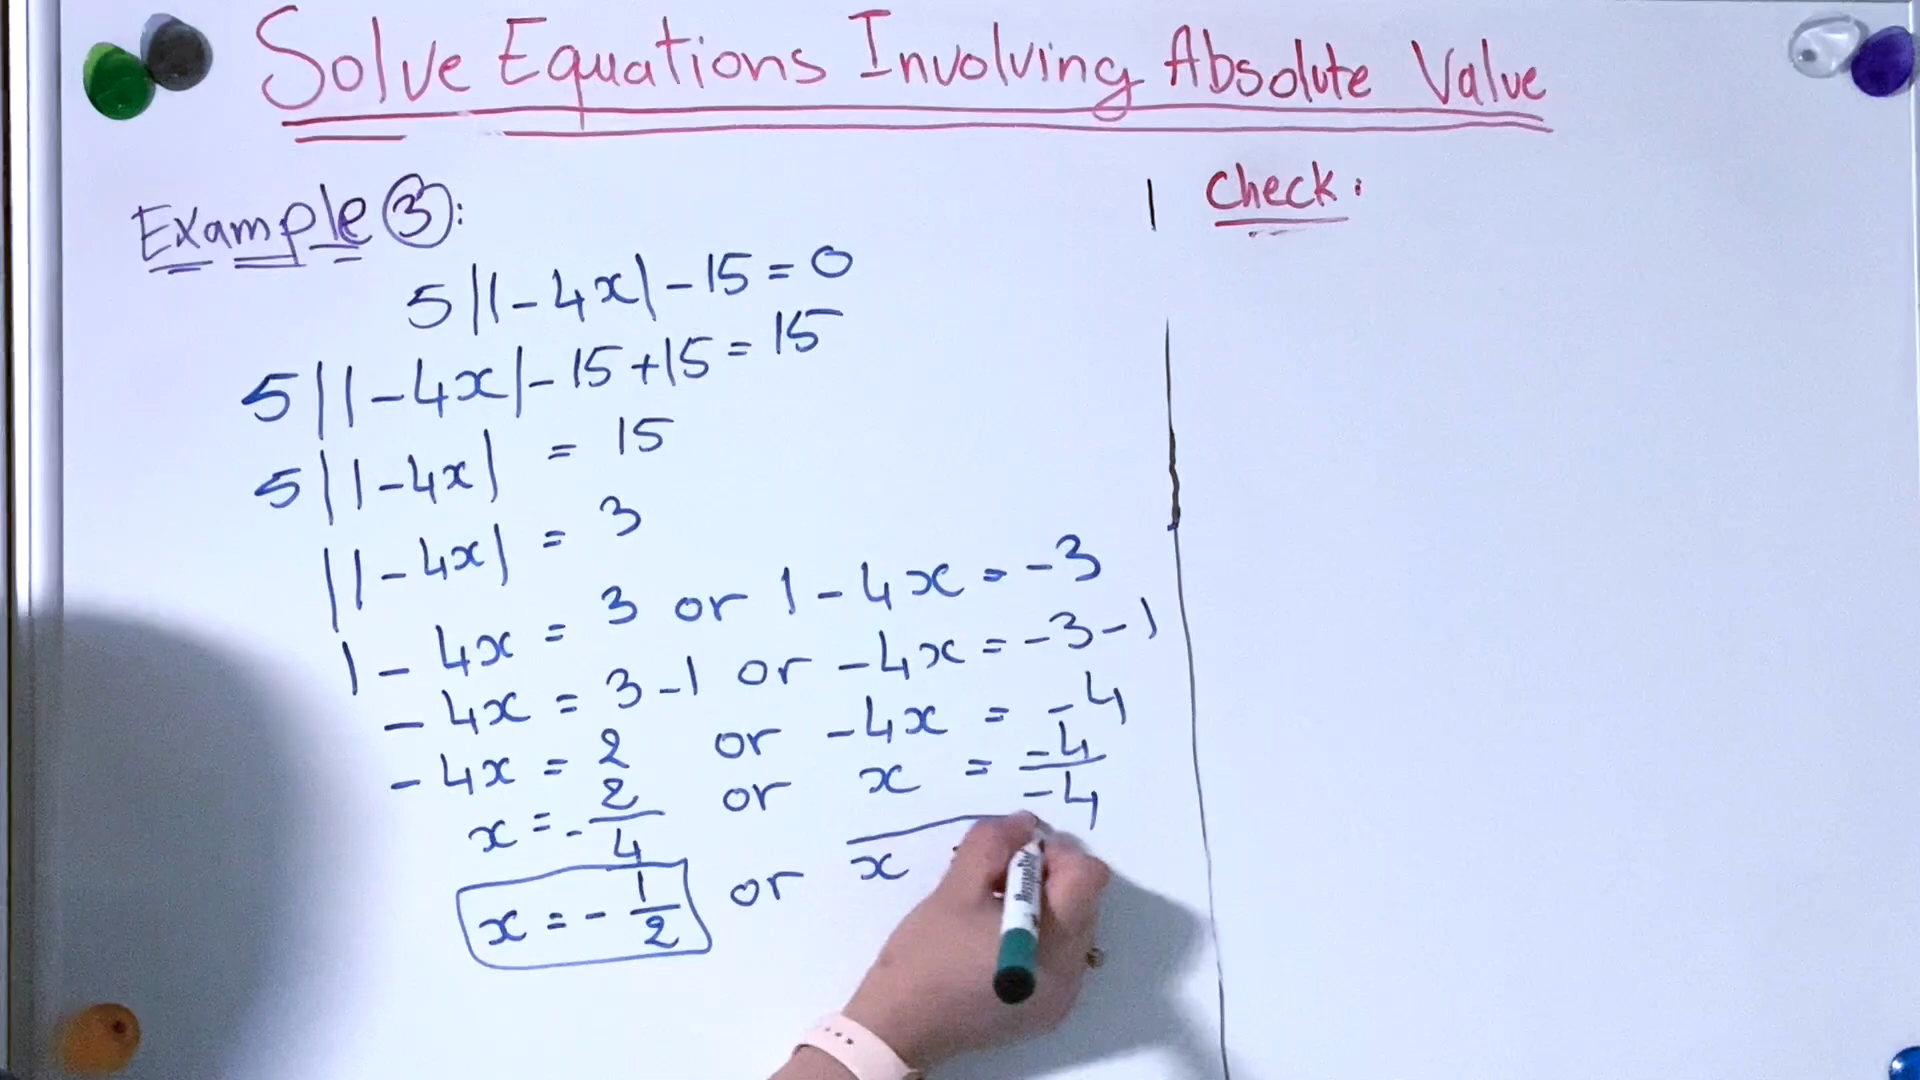 Solve Equations Involving Absolute Value
Example ③:
5|1-4x|-15=0
5|1-4x|-15+15=15
5|1-4x| = 15
|1-4x| = 3
1-4x = 3 or 1-4x = -3
-4x = 3-1 or -4x = -3-1
-4x = 2 or -4x = -4
x = -2/4 or x = -4/-4
x = -1/2 or x
Check: